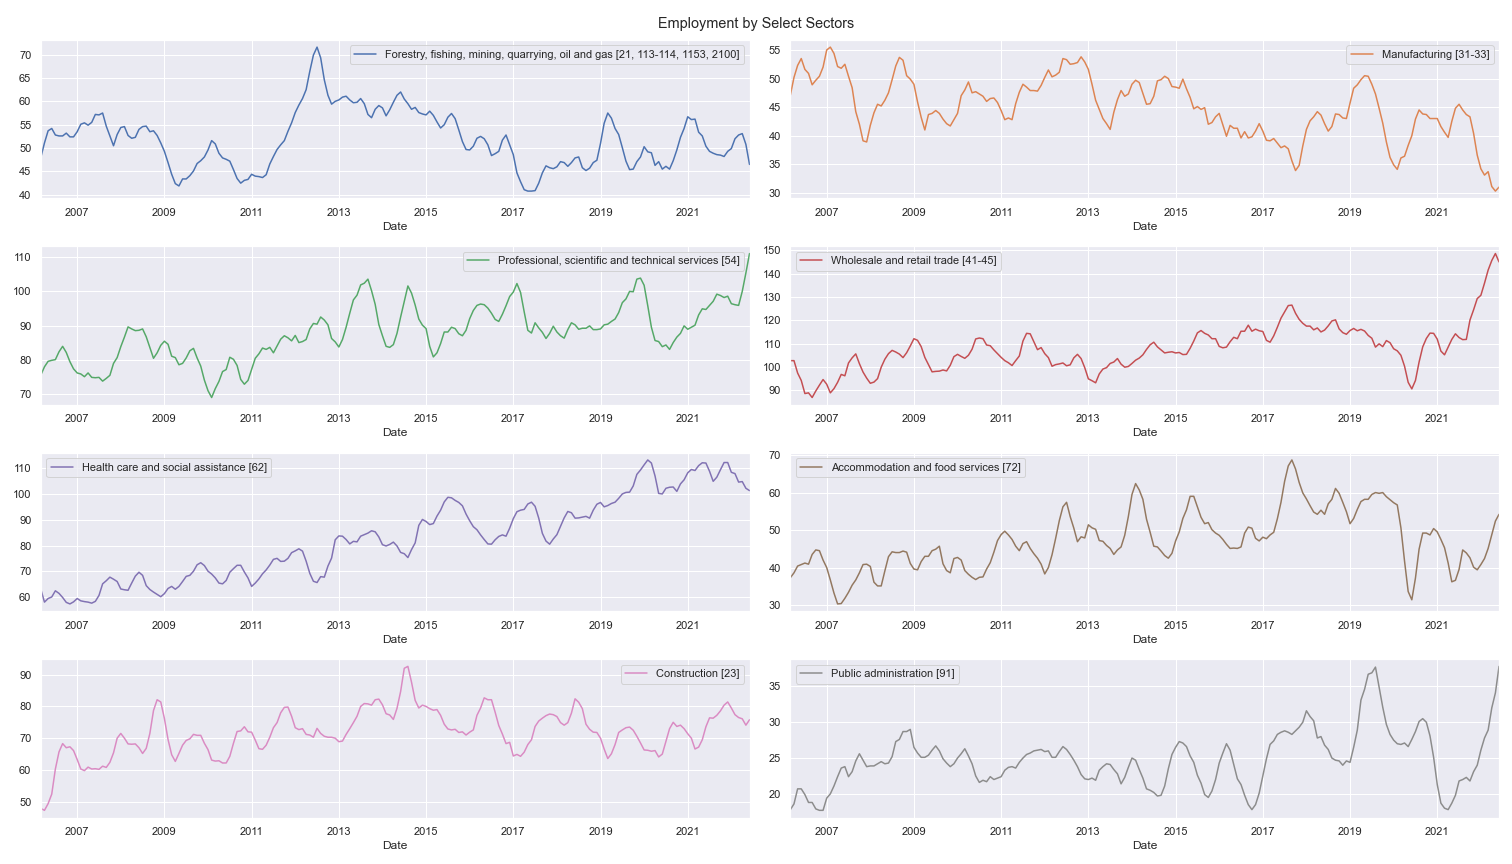 Employment by Select Sectors
Forestry, fishing, mining, quarrying, oil and gas [21, 113-114, 1153, 2100]
70
65
60
55
50
45
40
2007 2009 2011 2013 2015 2017 2019 2021
Date
Manufacturing [31-33]
55
50
45
40
35
30
2007 2009 2011 2013 2015 2017 2019 2021
Date
Professional, scientific and technical services [54]
110
100
90
80
70
2007 2009 2011 2013 2015 2017 2019 2021
Date
Wholesale and retail trade [41-45]
150
140
130
120
110
100
90
2007 2009 2011 2013 2015 2017 2019 2021
Date
Health care and social assistance [62]
110
100
90
80
70
60
2007 2009 2011 2013 2015 2017 2019 2021
Date
Accommodation and food services [72]
70
60
50
40
30
2007 2009 2011 2013 2015 2017 2019 2021
Date
Construction [23]
90
80
70
60
50
2007 2009 2011 2013 2015 2017 2019 2021
Date
Public administration [91]
35
30
25
20
2007 2009 2011 2013 2015 2017 2019 2021
Date